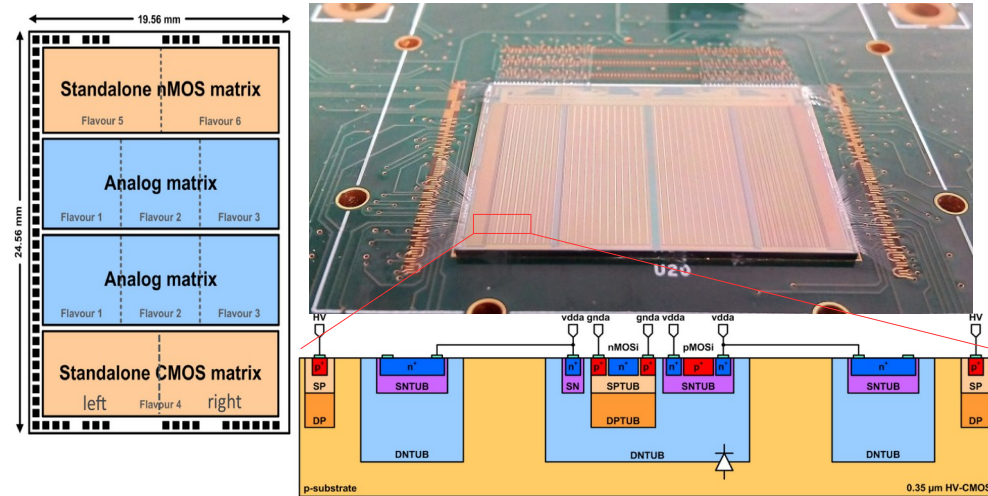 19.56 mm
24.56 mm
Standalone nMOS matrix
Flavour 5 Flavour 6
Analog matrix
Flavour 1 Flavour 2 Flavour 3
Analog matrix
Flavour 1 Flavour 2 Flavour 3
Standalone CMOS matrix
left Flavour 4 right
U20
HV vdda gnda gnda vdda vdda HV
nMOSi pMOSi
p+ n+ n+ p+ n+ p+ n+ p+ n+ n+ p+
SP SNTUB SN SPTUB SNTUB SNTUB SP
DP DPTUB DP
DNTUB DNTUB DNTUB
p-substrate 0.35 µm HV-CMOS